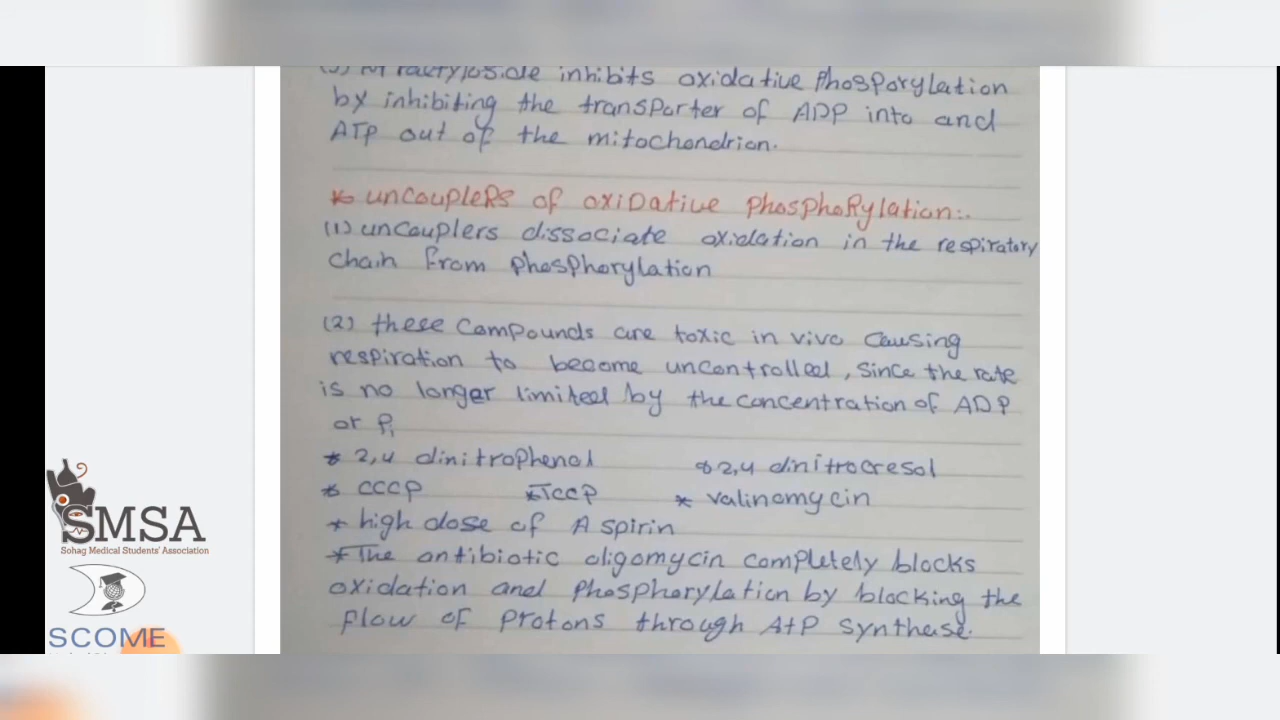 inhibits oxidative Phosporylation
by inhibiting the transporter of ADP into and
ATP out of the mitochondrion.
* uncouplers of oxidative phosphorylation:.
(1) uncouplers dissociate oxidation in the respiratory
chain from phosphorylation
(2) these compounds are toxic in vivo causing
respiration to become uncontrolled, since the rate
is no longer limited by the concentration of ADP
or Pi
* 2,4 dinitrophenol * 2,4 dinitrocresol
* CCCP * TCCP * valinomycin
* high dose of Aspirin
* The antibiotic oligomycin completely blocks
oxidation and phosphorylation by blocking the
flow of protons through AtP synthase.
SMSA
Sohag Medical Students' Association
SCOME